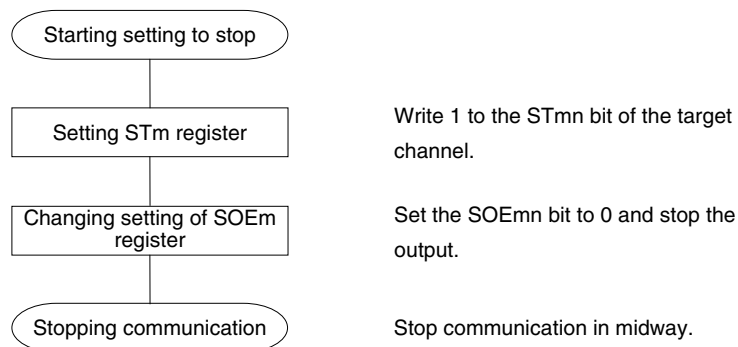 Starting setting to stop
Setting STm register
Write 1 to the STmn bit of the target
channel.
Changing setting of SOEm
register
Set the SOEmn bit to 0 and stop the
output.
Stopping communication
Stop communication in midway.